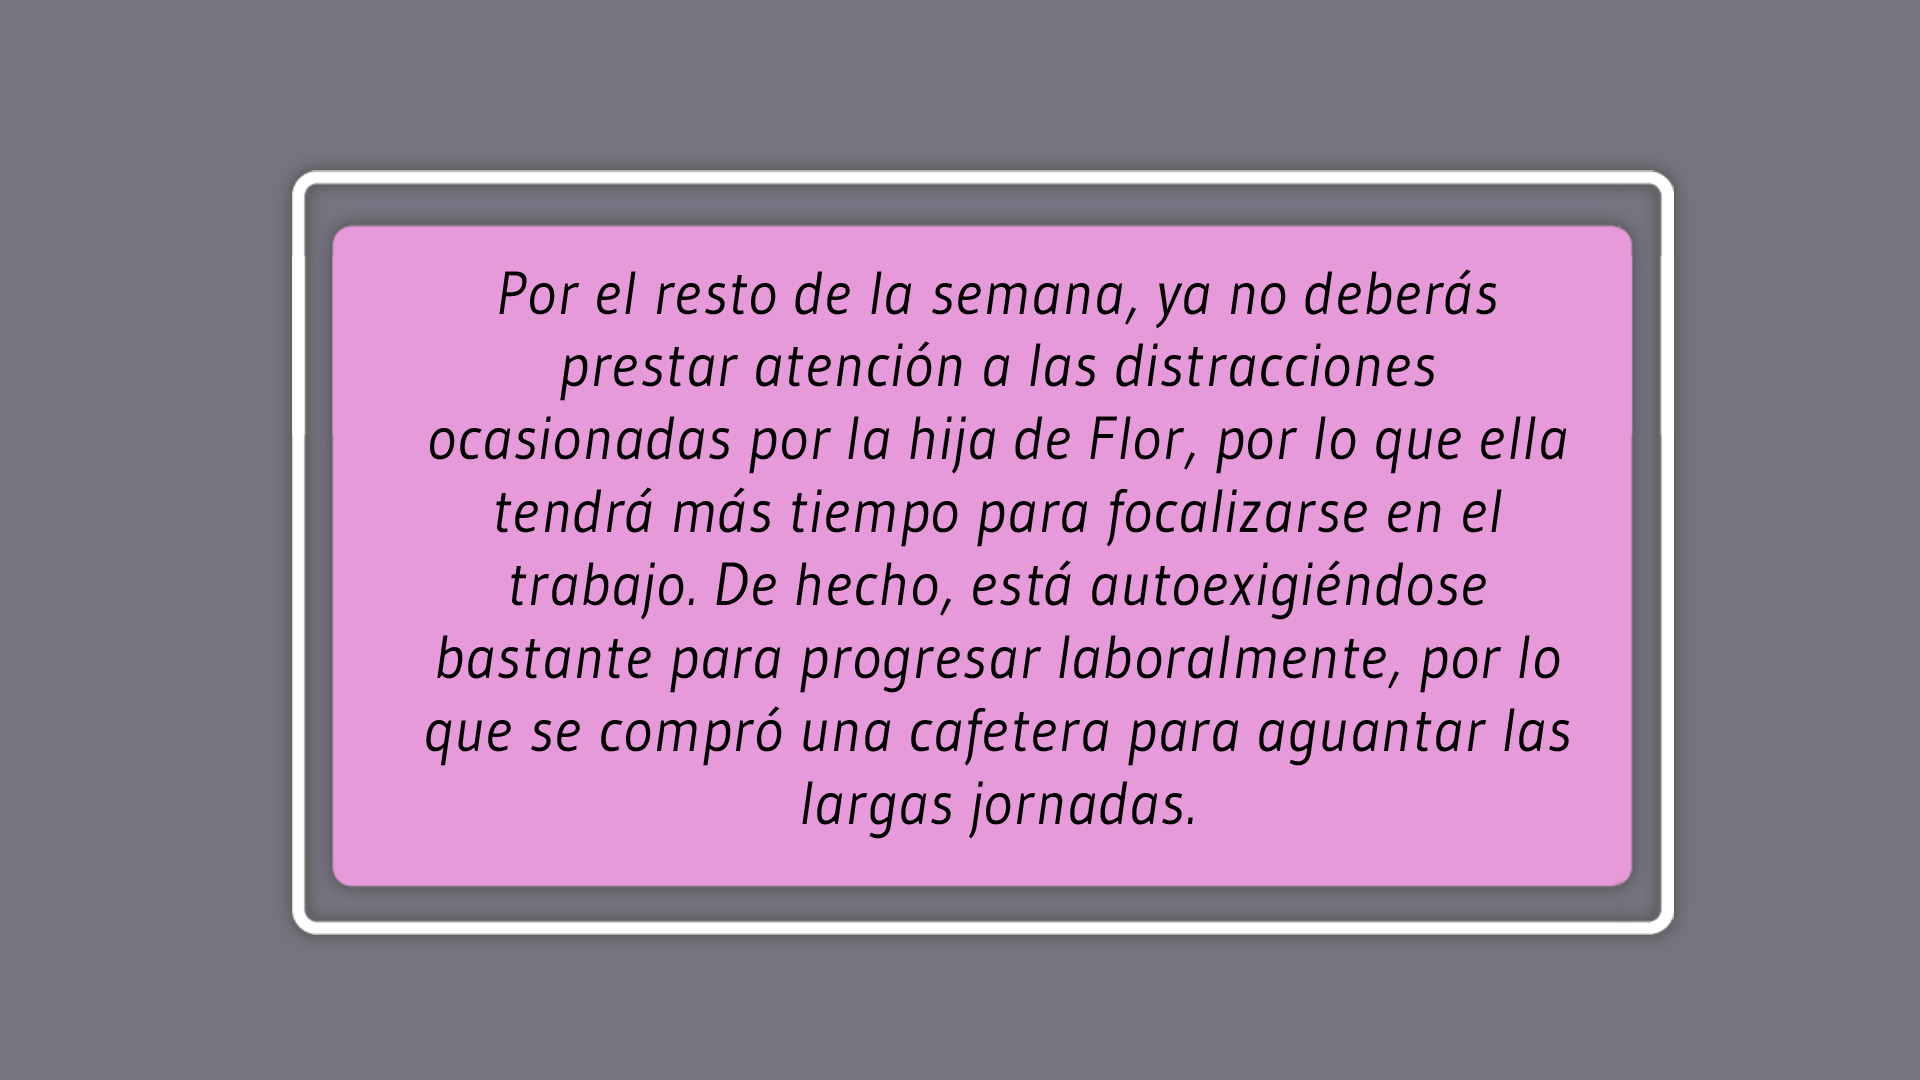 Por el resto de la semana, ya no deberás
prestar atención a las distracciones
ocasionadas por la hija de Flor, por lo que ella
tendrá más tiempo para focalizarse en el
trabajo. De hecho, está autoexigiéndose
bastante para progresar laboralmente, por lo
que se compró una cafetera para aguantar las
largas jornadas.